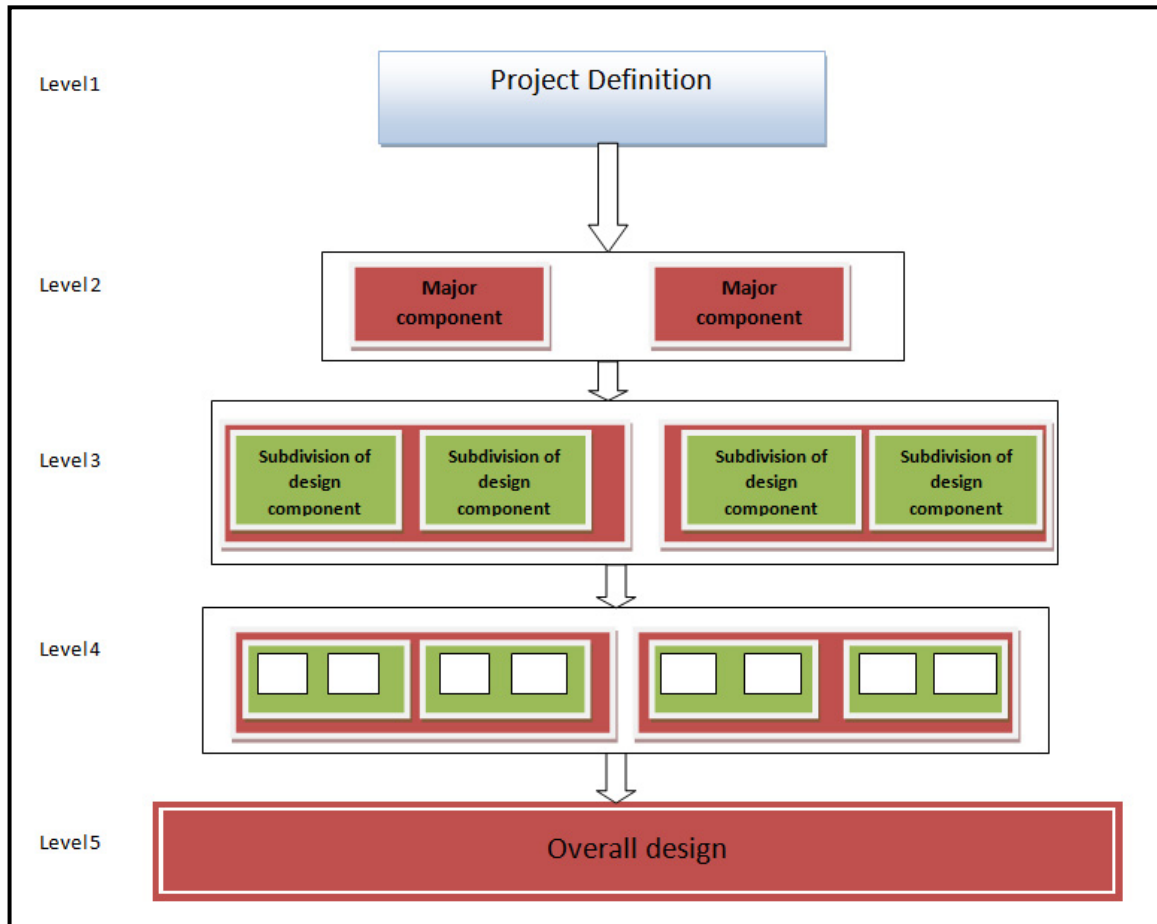 Level1
Project Definition
Level2
Major
component
Major
component
Level3
Subdivision of
design
component
Subdivision of
design
component
Subdivision of
design
component
Subdivision of
design
component
Level4
Level5
Overall design